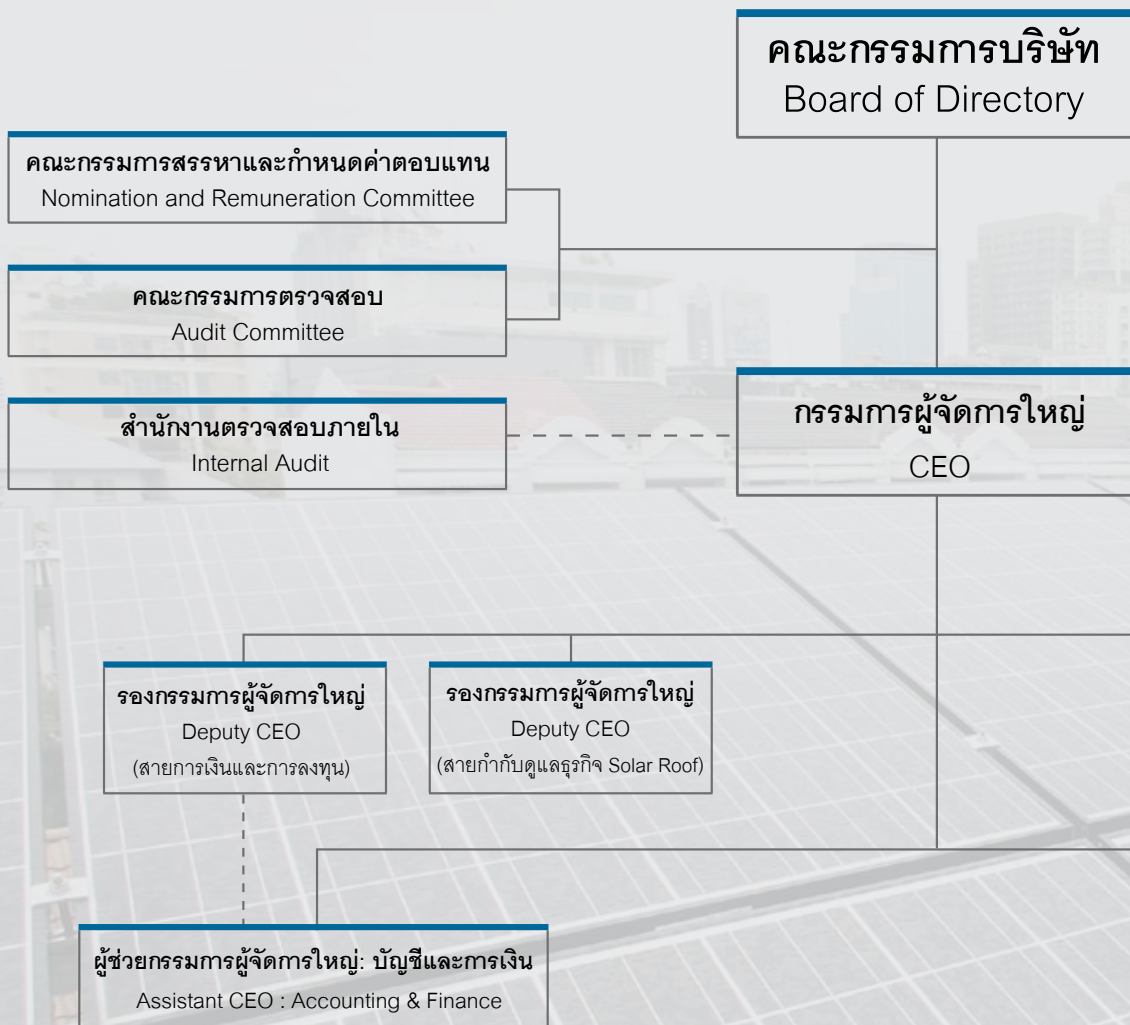 คณะกรรมการบริษัท
Board of Directory
คณะกรรมการสรรหาและกำหนดค่าตอบแทน
Nomination and Remuneration Committee
คณะกรรมการตรวจสอบ
Audit Committee
สำนักงานตรวจสอบภายใน
Internal Audit
กรรมการผู้จัดการใหญ่
CEO
รองกรรมการผู้จัดการใหญ่
Deputy CEO
(สายการเงินและการลงทุน)
รองกรรมการผู้จัดการใหญ่
Deputy CEO
(สายกำกับดูแลธุรกิจ Solar Roof)
ผู้ช่วยกรรมการผู้จัดการใหญ่: บัญชีและการเงิน
Assistant CEO : Accounting & Finance